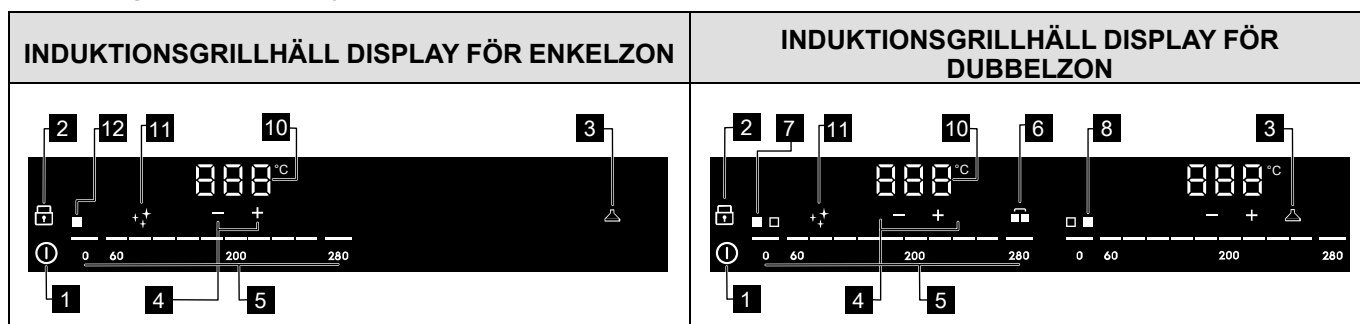 INDUKTIONSGRILLHÄLL DISPLAY FÖR ENKELZON
2 12 11 10 3
888 °C
− +
0 60 200 280
1 4 5
INDUKTIONSGRILLHÄLL DISPLAY FÖR
DUBBELZON
2 7 11 10 6 8 3
888 °C 888 °C
− + − +
0 60 200 280 0 60 200 280
1 4 5